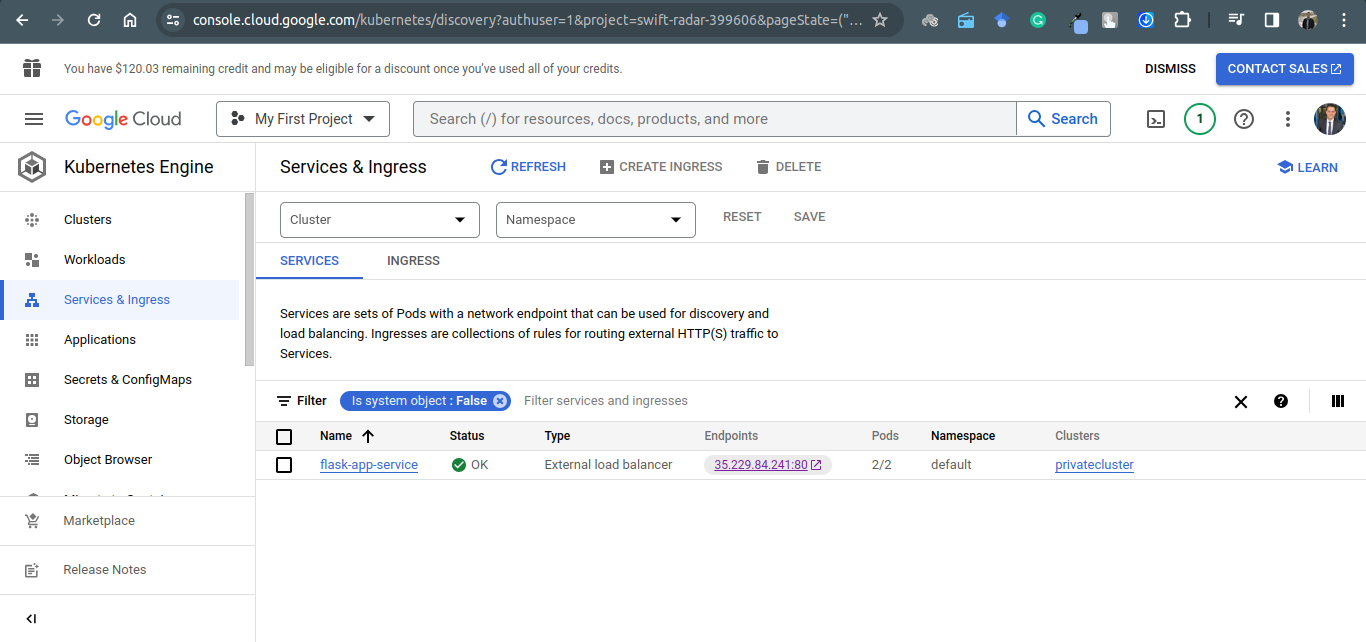 console.cloud.google.com/kubernetes/discovery?authuser=1&project=swift-radar-399606&pageState=("...
You have $120.03 remaining credit and may be eligible for a discount once you've used all of your credits.
DISMISS
CONTACT SALES
Google Cloud
My First Project
Search (/) for resources, docs, products, and more
Search
1
Kubernetes Engine
Services & Ingress
REFRESH
CREATE INGRESS
DELETE
LEARN
Clusters
Workloads
Services & Ingress
Applications
Secrets & ConfigMaps
Storage
Object Browser
Marketplace
Release Notes
Cluster
Namespace
RESET
SAVE
SERVICES
INGRESS
Services are sets of Pods with a network endpoint that can be used for discovery and
load balancing. Ingresses are collections of rules for routing external HTTP(S) traffic to
Services.
Filter
Is system object : False
Filter services and ingresses
Name Status Type Endpoints Pods Namespace Clusters
flask-app-service OK External load balancer 35.229.84.241:80 2/2 default privatecluster